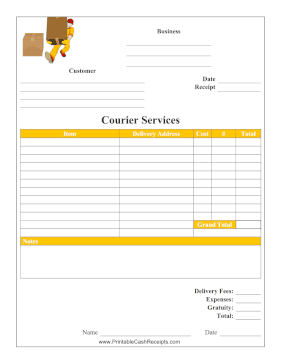 Business
Customer
Date
Receipt
Courier Services
Item Delivery Address Cost # Total
Grand Total
Notes
Delivery Fees:
Expenses:
Gratuity:
Total:
Name Date
www.PrintableCashReceipts.com